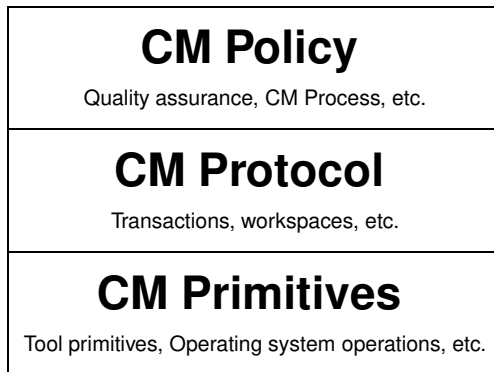 CM Policy
Quality assurance, CM Process, etc.
CM Protocol
Transactions, workspaces, etc.
CM Primitives
Tool primitives, Operating system operations, etc.